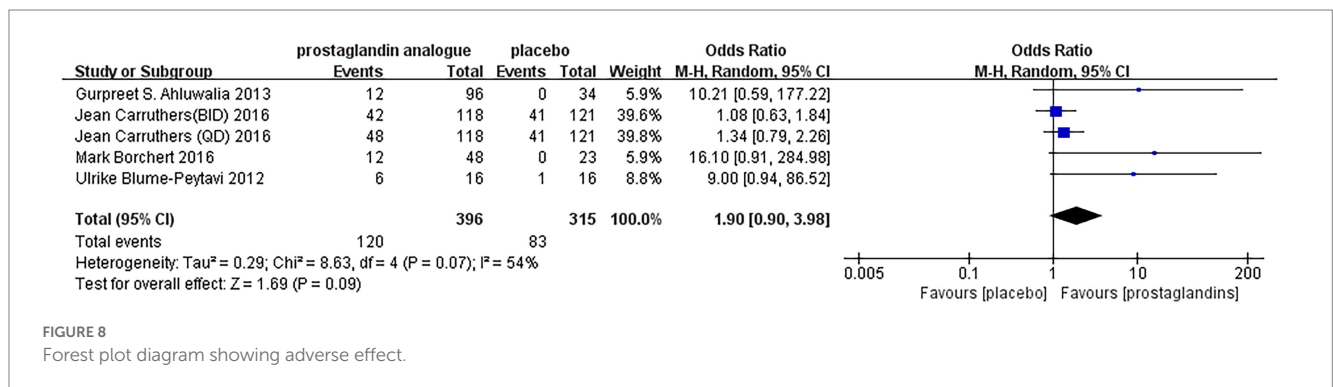 prostaglandin analogue placebo Odds Ratio Odds Ratio
Study or Subgroup Events Total Events Total Weight M-H, Random, 95% CI M-H, Random, 95% CI
Gurpreet S. Ahluwalia 2013 12 96 0 34 5.9% 10.21 [0.59, 177.22]
Jean Carruthers(BID) 2016 42 118 41 121 39.6% 1.08 [0.63, 1.84]
Jean Carruthers (QD) 2016 48 118 41 121 39.8% 1.34 [0.79, 2.26]
Mark Borchert 2016 12 48 0 23 5.9% 16.10 [0.91, 284.98]
Ulrike Blume-Peytavi 2012 6 16 1 16 8.8% 9.00 [0.94, 86.52]
Total (95% CI) 396 315 100.0% 1.90 [0.90, 3.98]
Total events 120 83
Heterogeneity: Tau² = 0.29; Chi² = 8.63, df = 4 (P = 0.07); I² = 54%
Test for overall effect: Z = 1.69 (P = 0.09)
0.005 0.1 1 10 200
Favours [placebo] Favours [prostaglandins]
FIGURE 8
Forest plot diagram showing adverse effect.